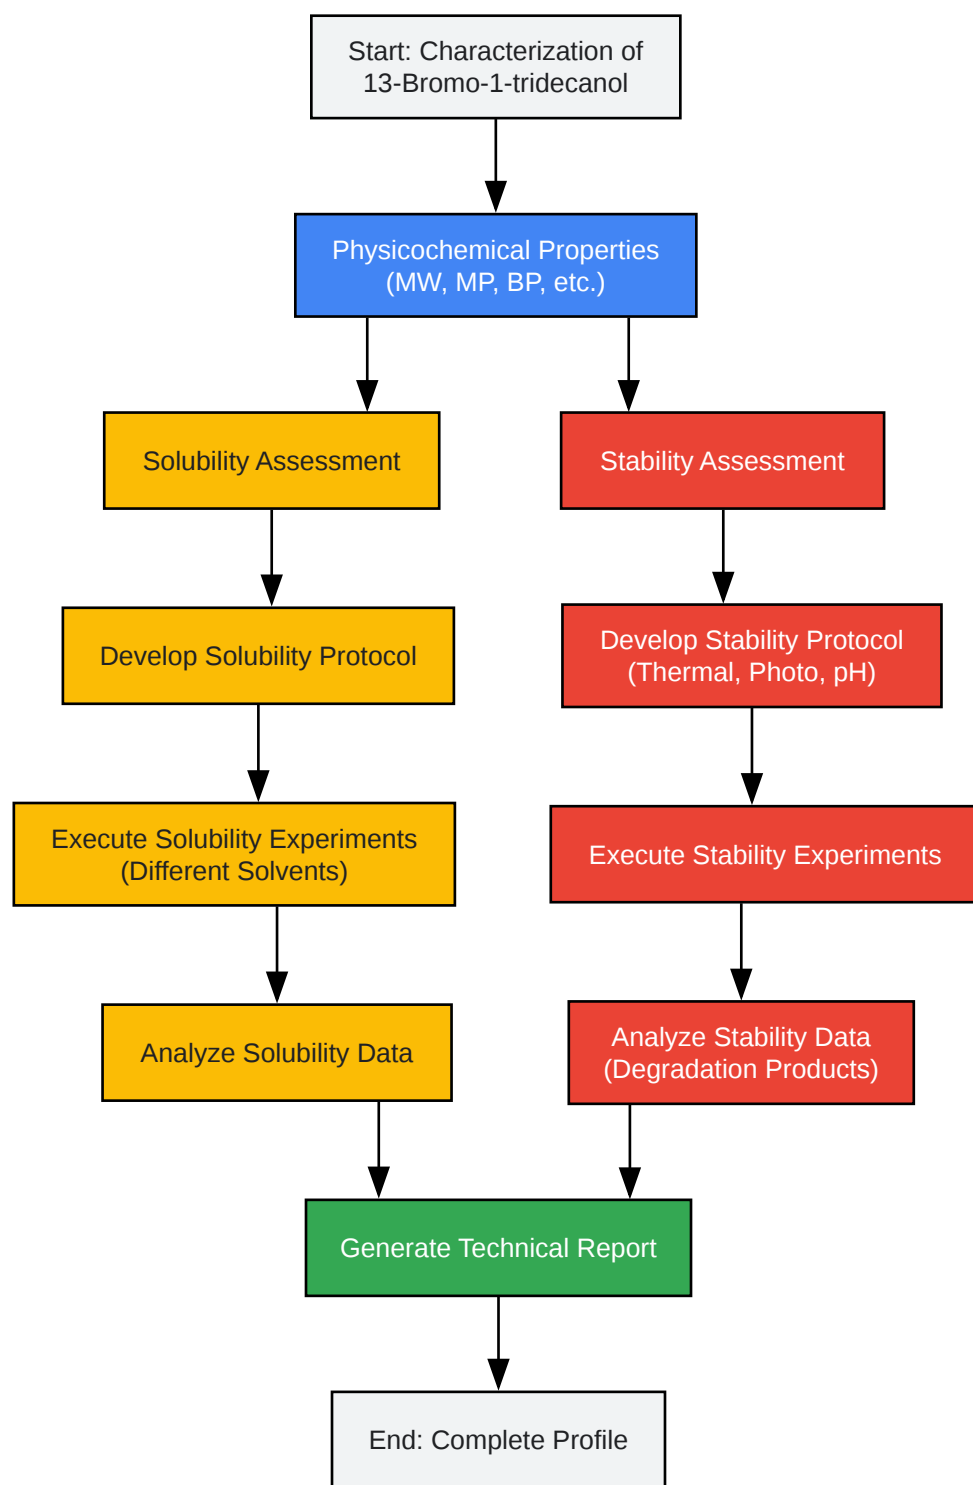 Start: Characterization of
13-Bromo-1-tridecanol
Physicochemical Properties
(MW, MP, BP, etc.)
Solubility Assessment
Stability Assessment
Develop Solubility Protocol
Develop Stability Protocol
(Thermal, Photo, pH)
Execute Solubility Experiments
(Different Solvents)
Execute Stability Experiments
Analyze Solubility Data
Analyze Stability Data
(Degradation Products)
Generate Technical Report
End: Complete Profile